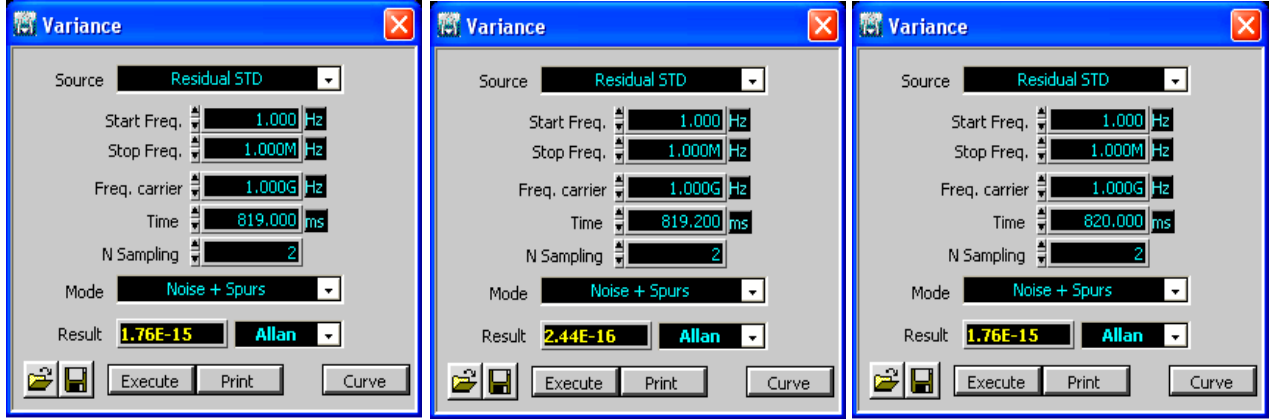 Variance
Source Residual STD
Start Freq. 1.000 Hz
Stop Freq. 1.000M Hz
Freq. carrier 1.000G Hz
Time 819.000 ms
N Sampling 2
Mode Noise + Spurs
Result 1.76E-15 Allan
Execute Print Curve
Variance
Source Residual STD
Start Freq. 1.000 Hz
Stop Freq. 1.000M Hz
Freq. carrier 1.000G Hz
Time 819.200 ms
N Sampling 2
Mode Noise + Spurs
Result 2.44E-16 Allan
Execute Print Curve
Variance
Source Residual STD
Start Freq. 1.000 Hz
Stop Freq. 1.000M Hz
Freq. carrier 1.000G Hz
Time 820.000 ms
N Sampling 2
Mode Noise + Spurs
Result 1.76E-15 Allan
Execute Print Curve